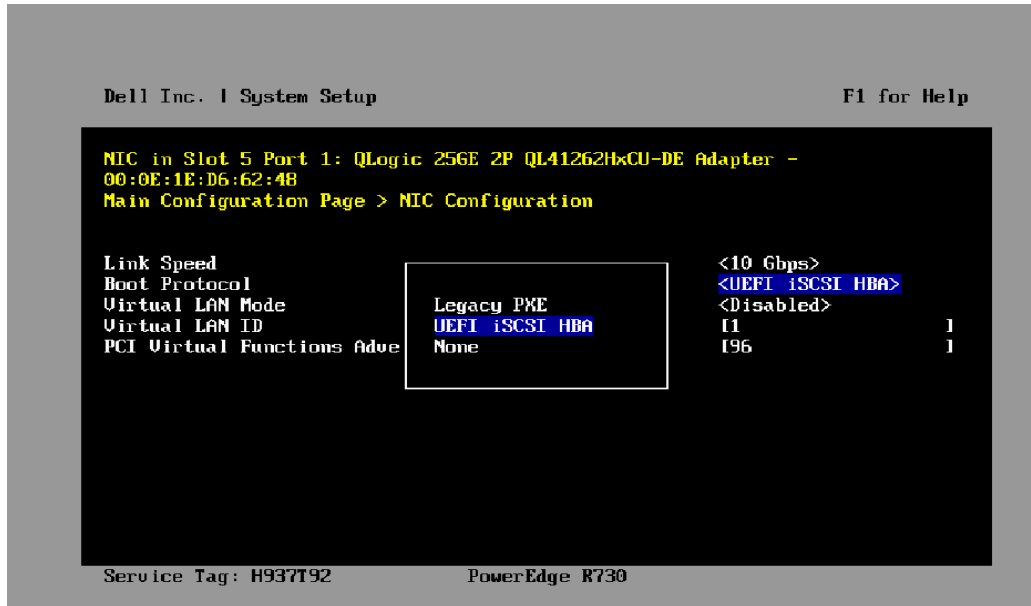 Dell Inc. | System Setup F1 for Help
NIC in Slot 5 Port 1: QLogic 25GE 2P QL41262HxCU-DE Adapter -
00:0E:1E:D6:62:48
Main Configuration Page > NIC Configuration
Link Speed <10 Gbps>
Boot Protocol <UEFI iSCSI HBA>
Virtual LAN Mode Legacy PXE <Disabled>
Virtual LAN ID UEFI iSCSI HBA [1 ]
PCI Virtual Functions Adve None [96 ]
Service Tag: H937T92 PowerEdge R730